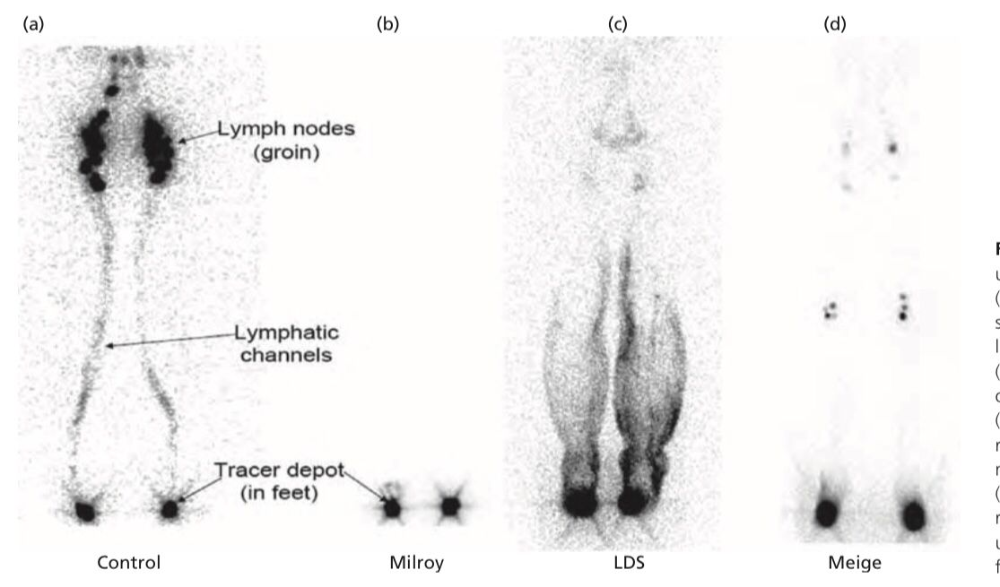 (a)
(b)
(c)
(d)
Lymph nodes
(groin)
Lymphatic
channels
Tracer depot
(in feet)
Control
Milroy
LDS
Meige